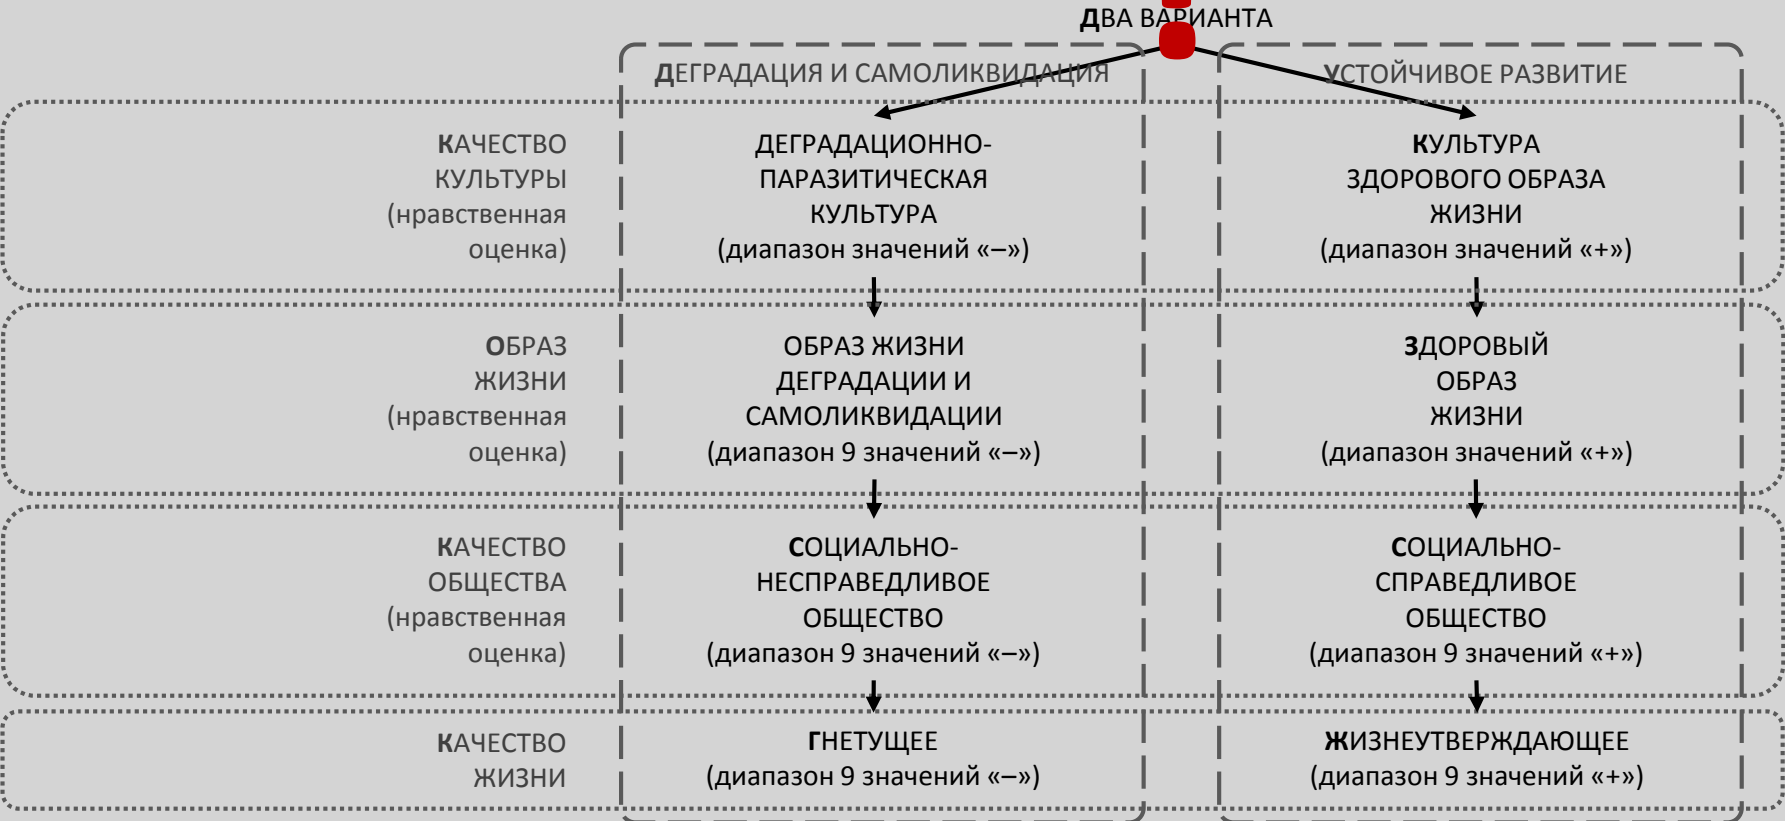 ДВА ВАРИАНТА
ДЕГРАДАЦИЯ И САМОЛИКВИДАЦИЯ
УСТОЙЧИВОЕ РАЗВИТИЕ
КАЧЕСТВО
КУЛЬТУРЫ
(нравственная
оценка)
ДЕГРАДАЦИОННО-
ПАРАЗИТИЧЕСКАЯ
КУЛЬТУРА
(диапазон значений «–»)
КУЛЬТУРА
ЗДОРОВОГО ОБРАЗА
ЖИЗНИ
(диапазон значений «+»)
ОБРАЗ
ЖИЗНИ
(нравственная
оценка)
ОБРАЗ ЖИЗНИ
ДЕГРАДАЦИИ И
САМОЛИКВИДАЦИИ
(диапазон 9 значений «–»)
ЗДОРОВЫЙ
ОБРАЗ
ЖИЗНИ
(диапазон значений «+»)
КАЧЕСТВО
ОБЩЕСТВА
(нравственная
оценка)
СОЦИАЛЬНО-
НЕСПРАВЕДЛИВОЕ
ОБЩЕСТВО
(диапазон 9 значений «–»)
СОЦИАЛЬНО-
СПРАВЕДЛИВОЕ
ОБЩЕСТВО
(диапазон 9 значений «+»)
КАЧЕСТВО
ЖИЗНИ
ГНЕТУЩЕЕ
(диапазон 9 значений «–»)
ЖИЗНЕУТВЕРЖДАЮЩЕЕ
(диапазон 9 значений «+»)